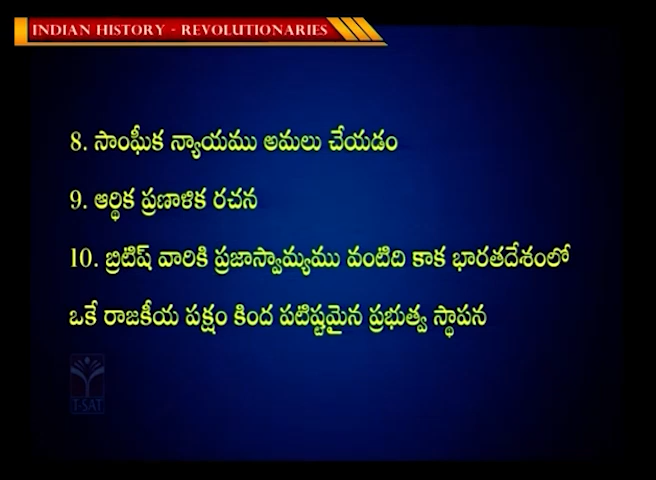 INDIAN HISTORY - REVOLUTIONARIES
8. సాంఘీక న్యాయము అమలు చేయడం
9. ఆర్థిక ప్రణాళిక రచన
10. బ్రిటిష్ వారికి ప్రజాస్వామ్యము వంటిది కాక భారతదేశంలో
ఒకే రాజకీయ పక్షం కింద పటిష్టమైన ప్రభుత్వ స్థాపన
T-SAT